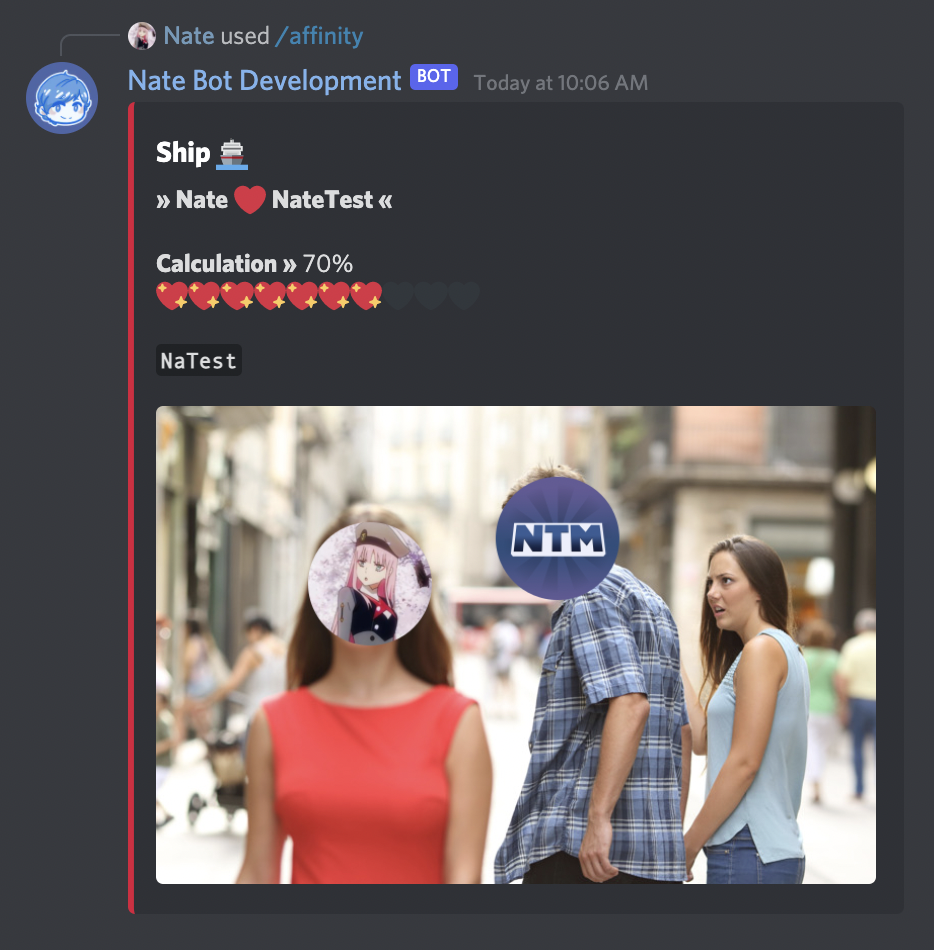 Nate used /affinity
Nate Bot Development BOT Today at 10:06 AM
Ship
» Nate NateTest «
Calculation » 70%
NaTest
NTM